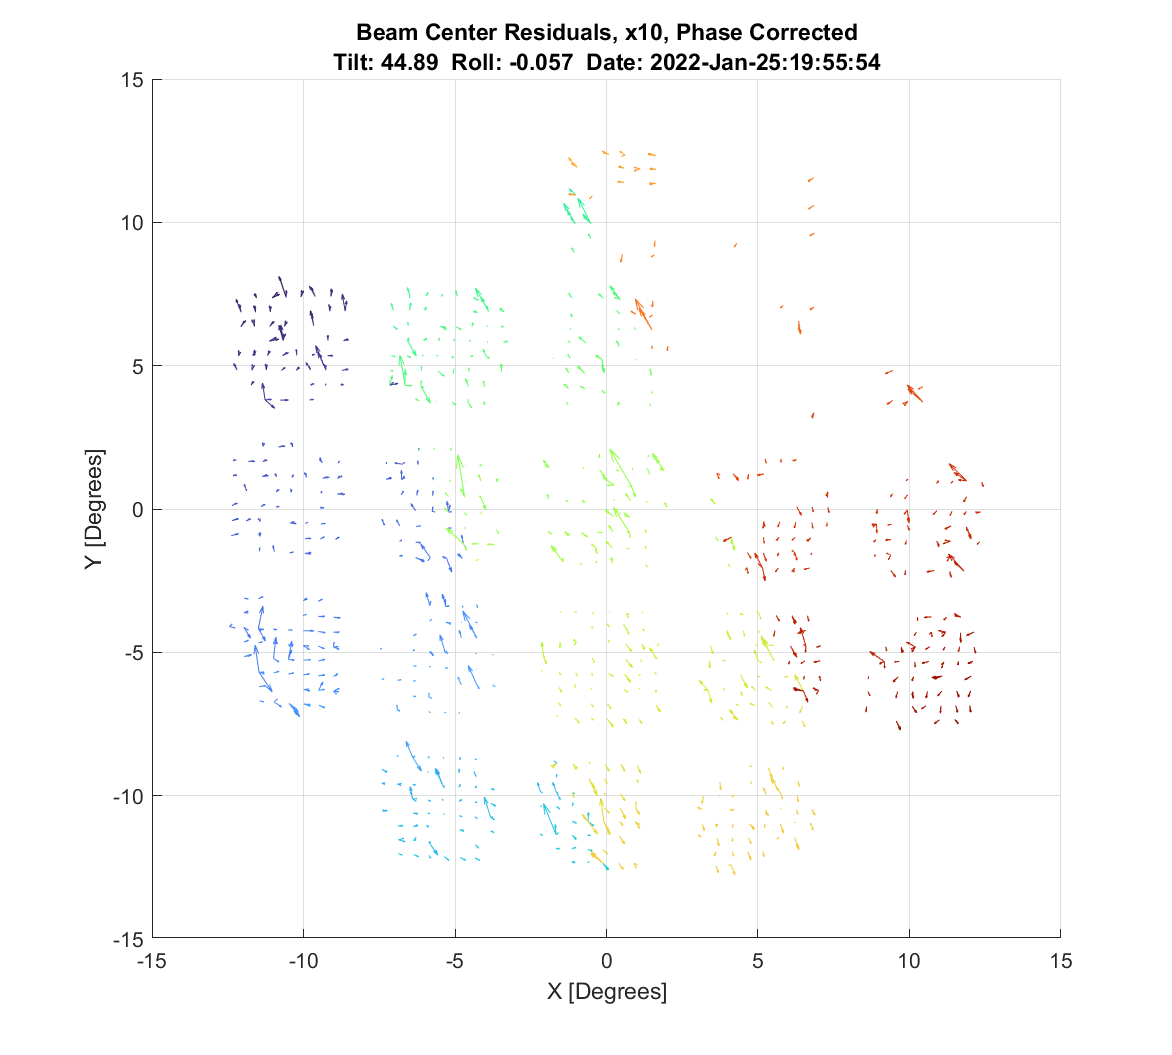 Beam Center Residuals, x10, Phase Corrected
Tilt: 44.89  Roll: -0.057  Date: 2022-Jan-25:19:55:54
15
10
5
0
-5
-10
-15
Y [Degrees]
-15 -10 -5 0 5 10 15
X [Degrees]